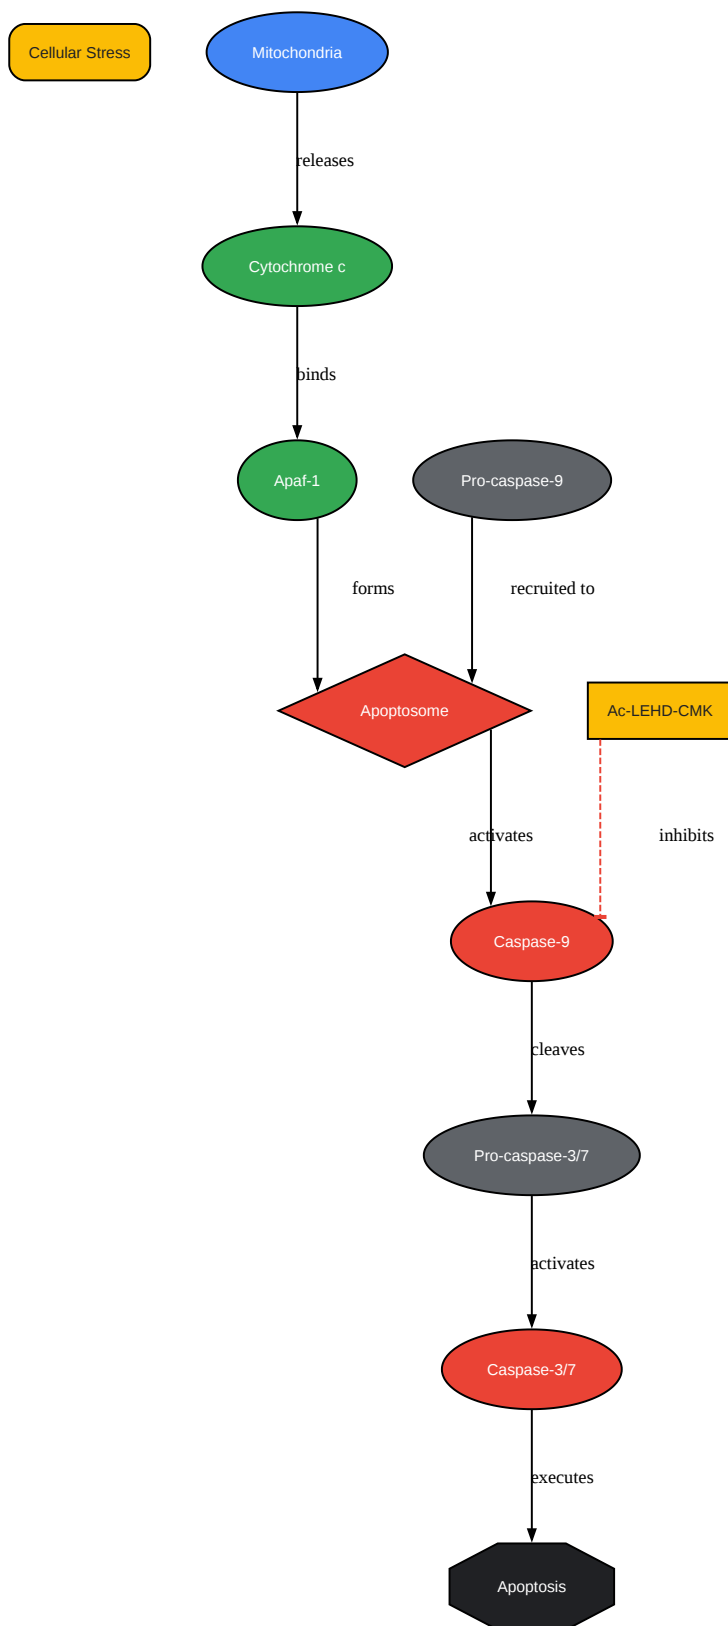 Cellular Stress
Mitochondria
releases
Cytochrome c
binds
Apaf-1
Pro-caspase-9
forms
recruited to
Apoptosome
Ac-LEHD-CMK
activates
inhibits
Caspase-9
cleaves
Pro-caspase-3/7
activates
Caspase-3/7
executes
Apoptosis